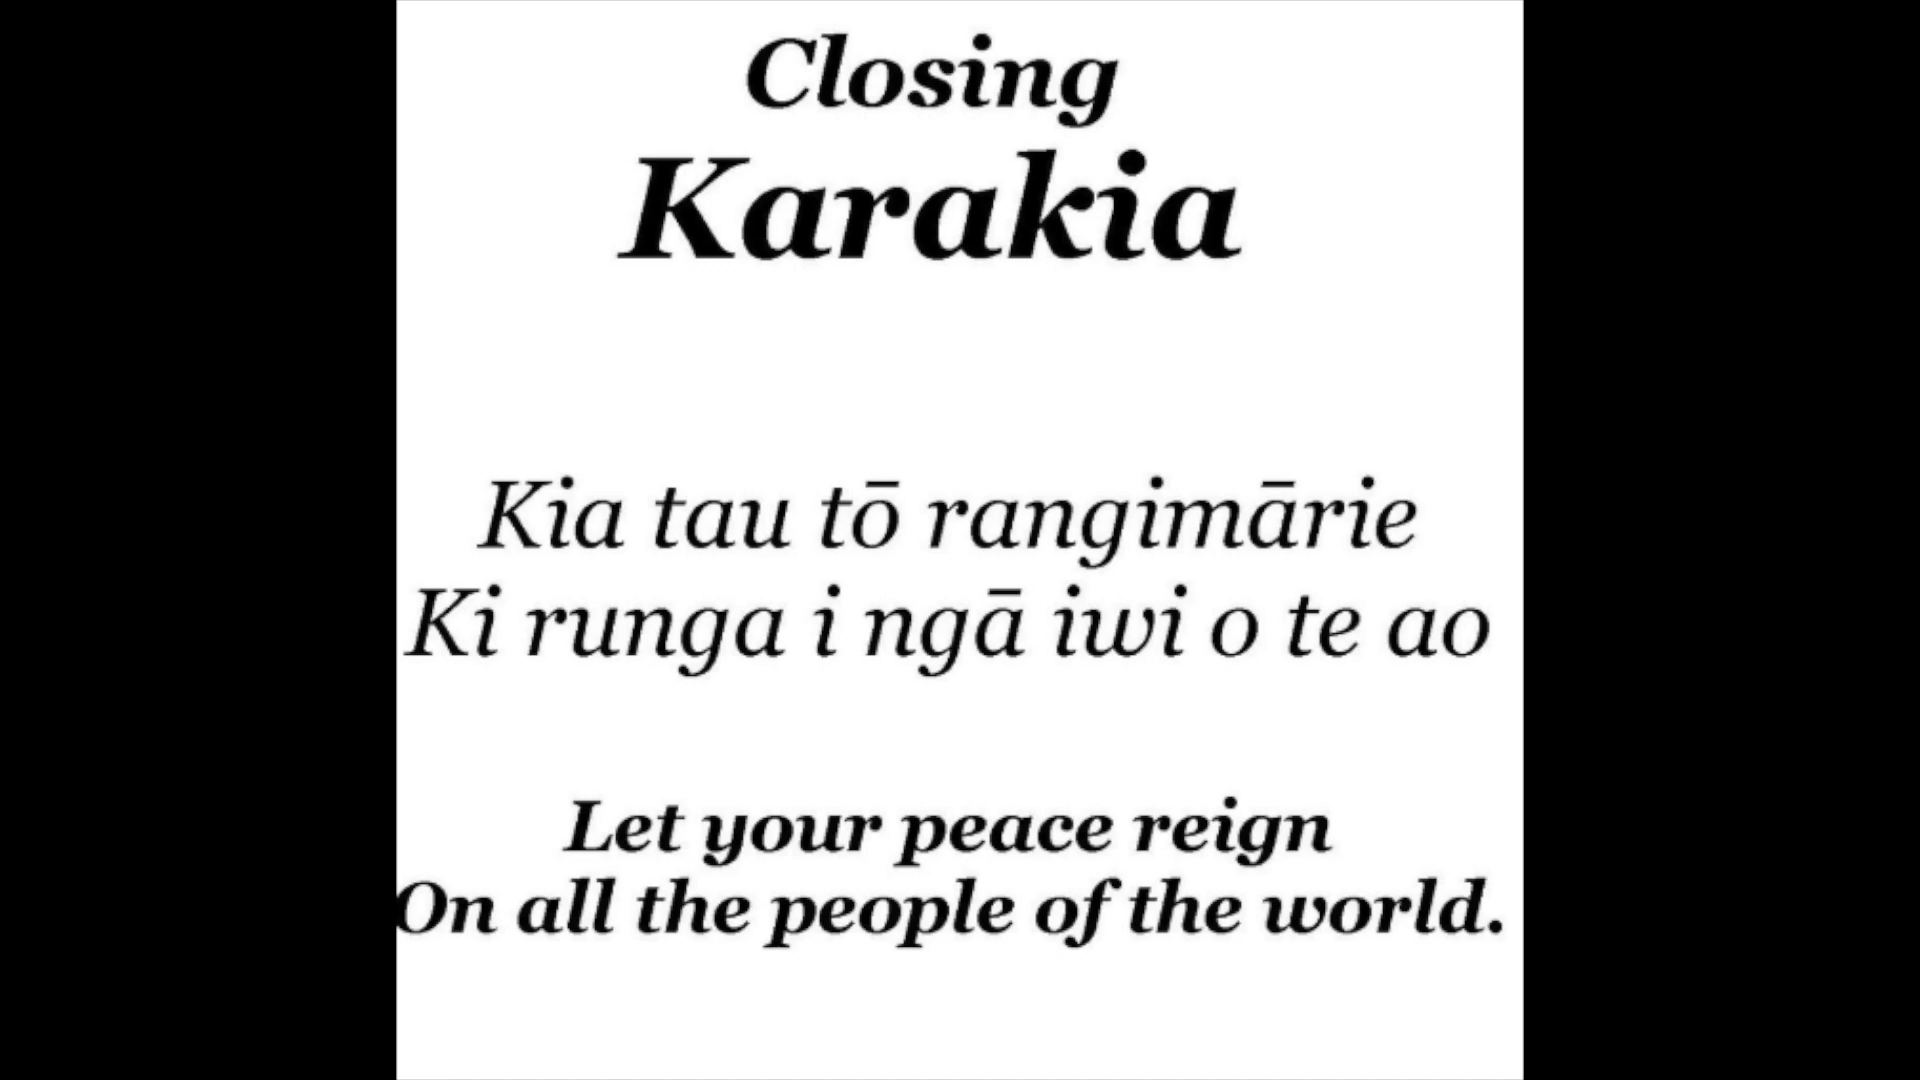 Closing
Karakia
Kia tau tō rangimārie
Ki runga i ngā iwi o te ao
Let your peace reign
On all the people of the world.